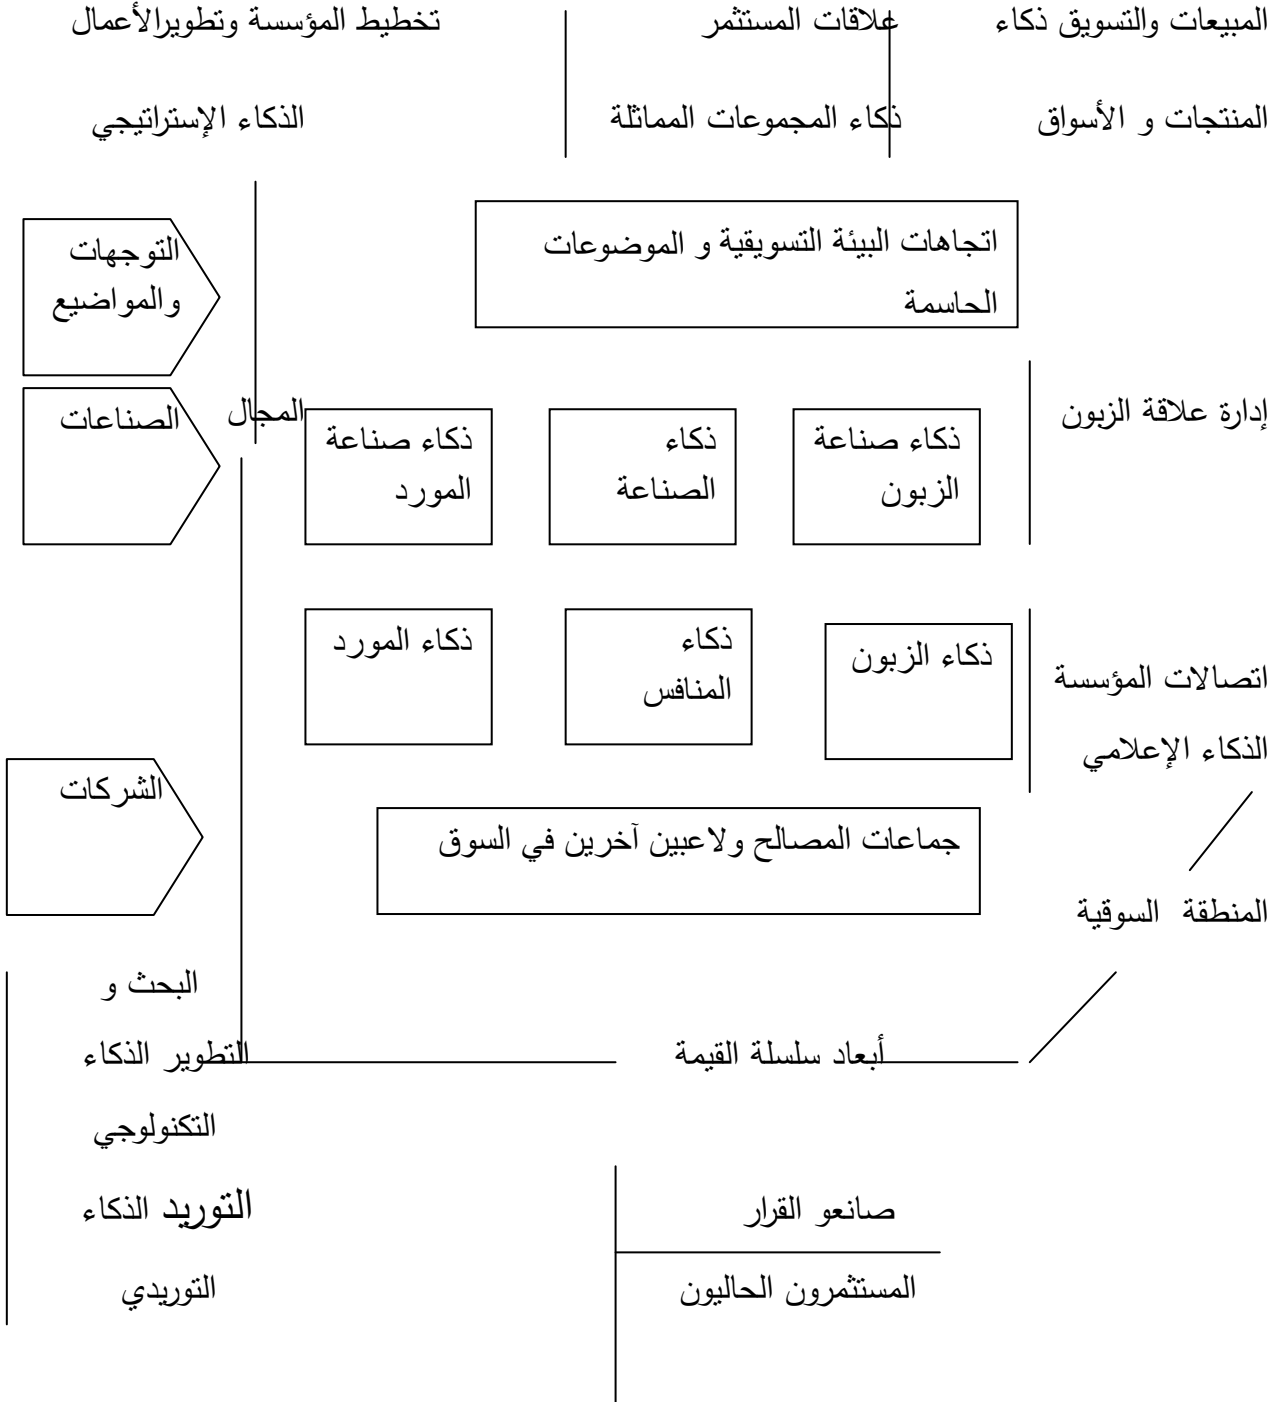 المبيعات والتسويق ذكاء
علاقات المستثمر
تخطيط المؤسسة وتطويرالأعمال
المنتجات و الأسواق
ذكاء المجموعات المماثلة
الذكاء الإستراتيجي
اتجاهات البيئة التسويقية و الموضوعات
الحاسمة
التوجهات
والمواضيع
إدارة علاقة الزبون
المجال
الصناعات
ذكاء صناعة
الزبون
ذكاء
الصناعة
ذكاء صناعة
المورد
ذكاء الزبون
ذكاء
المنافس
ذكاء المورد
اتصالات المؤسسة
الذكاء الإعلامي
الشركات
جماعات المصالح ولاعبين آخرين في السوق
المنطقة السوقية
البحث و
التطوير الذكاء
التكنولوجي
أبعاد سلسلة القيمة
التوريد الذكاء
التوريدي
صانعو القرار
المستثمرون الحاليون